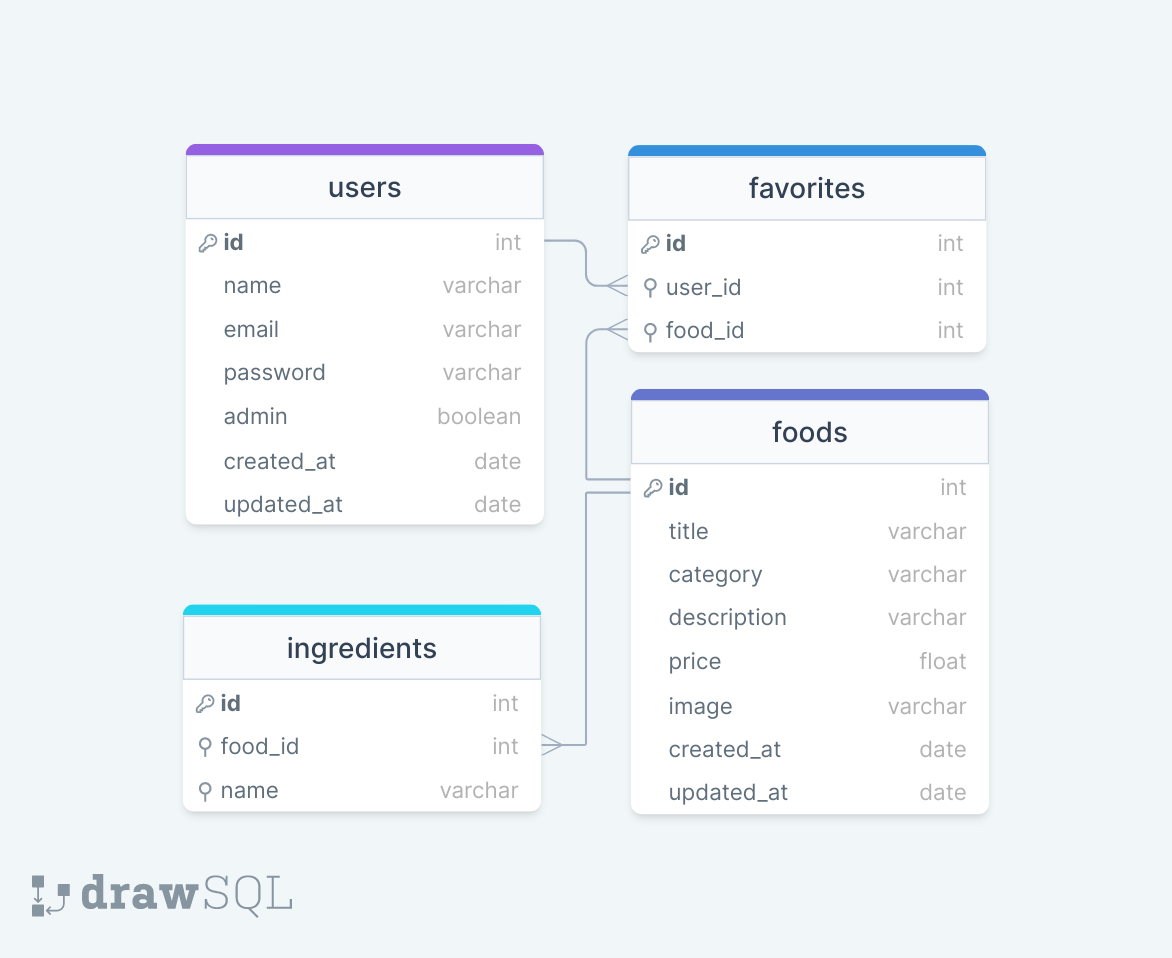 users
id int
name varchar
email varchar
password varchar
admin boolean
created_at date
updated_at date
favorites
id int
user_id int
food_id int
foods
id int
title varchar
category varchar
description varchar
price float
image varchar
created_at date
updated_at date
ingredients
id int
food_id int
name varchar
drawSQL